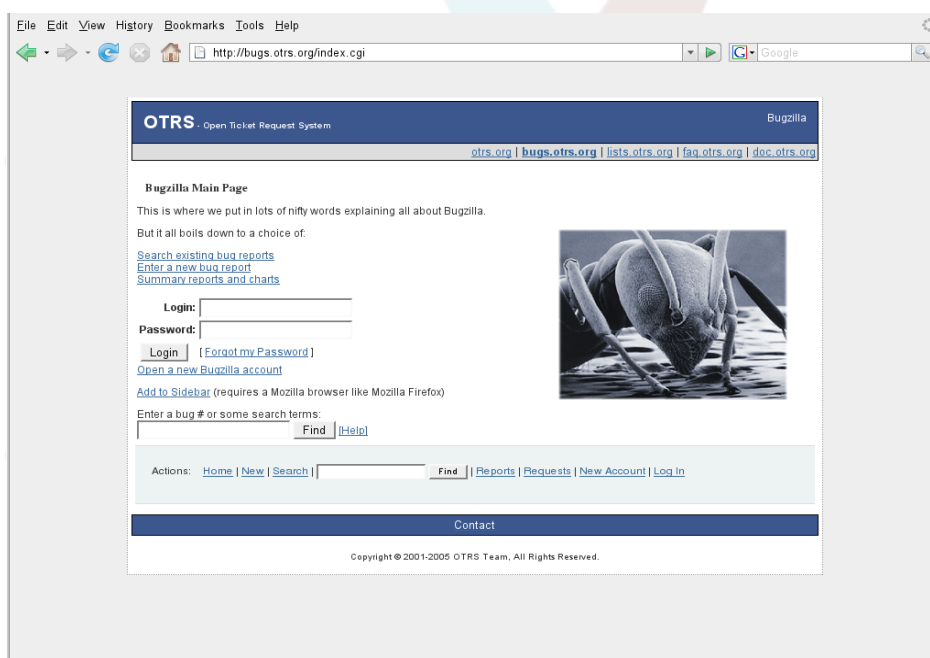 File Edit View History Bookmarks Tools Help
http://bugs.otrs.org/index.cgi
G Google
OTRS - Open Ticket Request System
Bugzilla
otrs.org | bugs.otrs.org | lists.otrs.org | faq.otrs.org | doc.otrs.org
Bugzilla Main Page
This is where we put in lots of nifty words explaining all about Bugzilla.
But it all boils down to a choice of:
Search existing bug reports
Enter a new bug report
Summary reports and charts
Login:
Password:
Login [ Forgot my Password ]
Open a new Bugzilla account
Add to Sidebar (requires a Mozilla browser like Mozilla Firefox)
Enter a bug # or some search terms:
Find [Help]
Actions: Home | New | Search | Find | Reports | Requests | New Account | Log In
Contact
Copyright © 2001-2005 OTRS Team, All Rights Reserved.